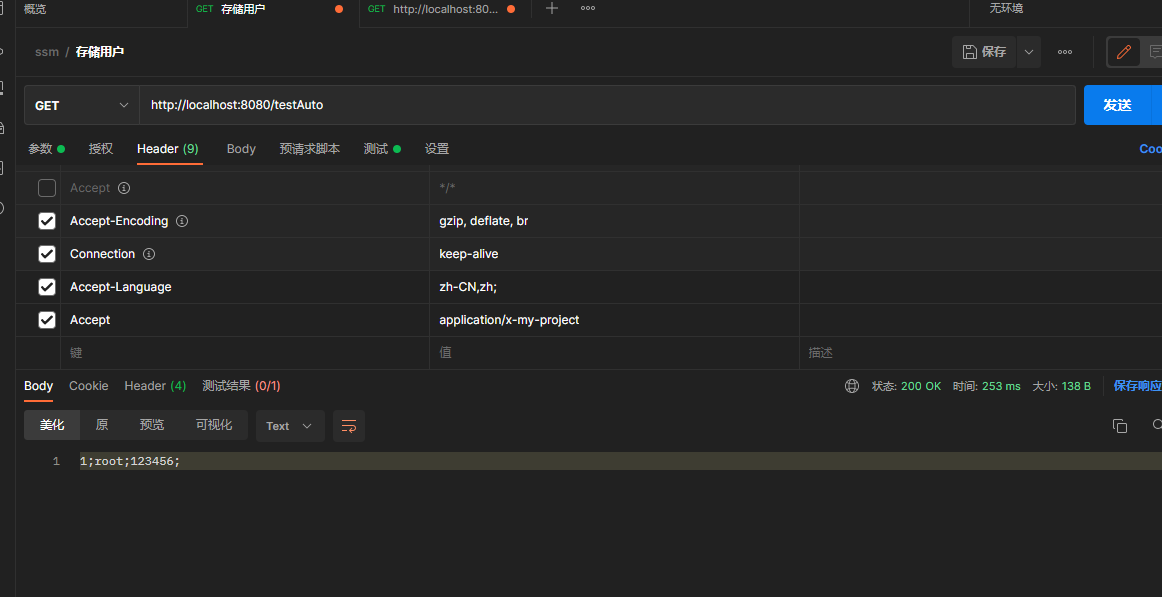 概览
GET 存储用户
GET http://localhost:80...
无环境
ssm / 存储用户
保存
GET
http://localhost:8080/testAuto
发送
参数 授权 Header (9) Body 预请求脚本 测试 设置
Coo
Accept */*
Accept-Encoding gzip, deflate, br
Connection keep-alive
Accept-Language zh-CN,zh;
Accept application/x-my-project
键 值 描述
Body Cookie Header (4) 测试结果 (0/1)
状态: 200 OK 时间: 253 ms 大小: 138 B 保存响应
美化 原 预览 可视化 Text
1 1;root;123456;